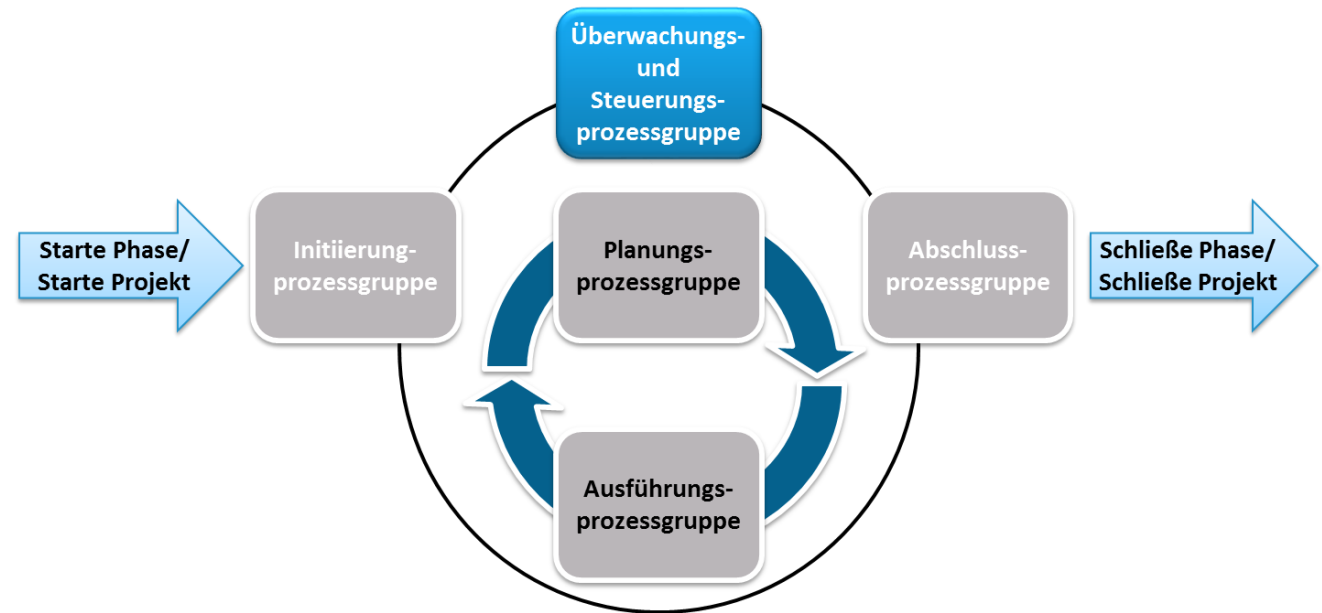 Überwachungs-
und
Steuerungs-
prozessgruppe
Starte Phase/
Starte Projekt
Initiierung-
prozessgruppe
Planungs-
prozessgruppe
Abschluss-
prozessgruppe
Schließe Phase/
Schließe Projekt
Ausführungs-
prozessgruppe